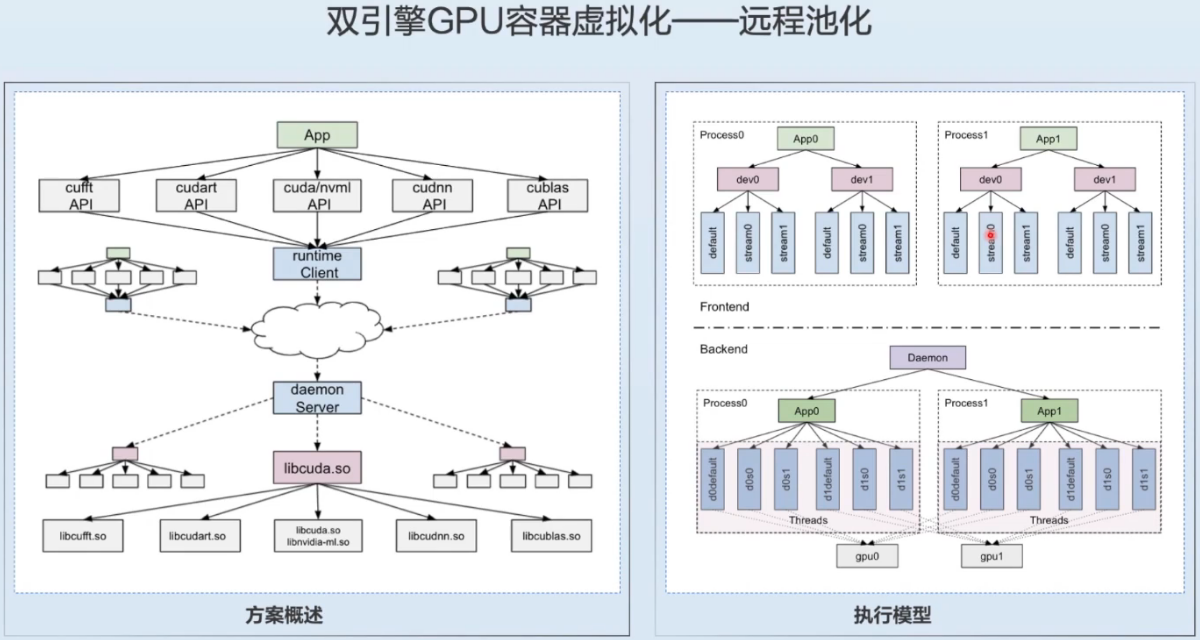 双引擎GPU容器虚拟化——远程池化
App
cufft
API
cudart
API
cuda/nvml
API
cudnn
API
cublas
API
runtime
Client
daemon
Server
libcuda.so
libcufft.so
libcudart.so
libcuda.so
libnvidia-ml.so
libcudnn.so
libcublas.so
方案概述
Process0
App0
dev0
dev1
default
stream0
stream1
default
stream0
stream1
Process1
App1
dev0
dev1
default
stream0
stream1
default
stream0
stream1
Frontend
Backend
Daemon
Process0
App0
d0default
d0s0
d0s1
d1default
d1s0
d1s1
Threads
Process1
App1
d0default
d0s0
d0s1
d1default
d1s0
d1s1
Threads
gpu0
gpu1
执行模型